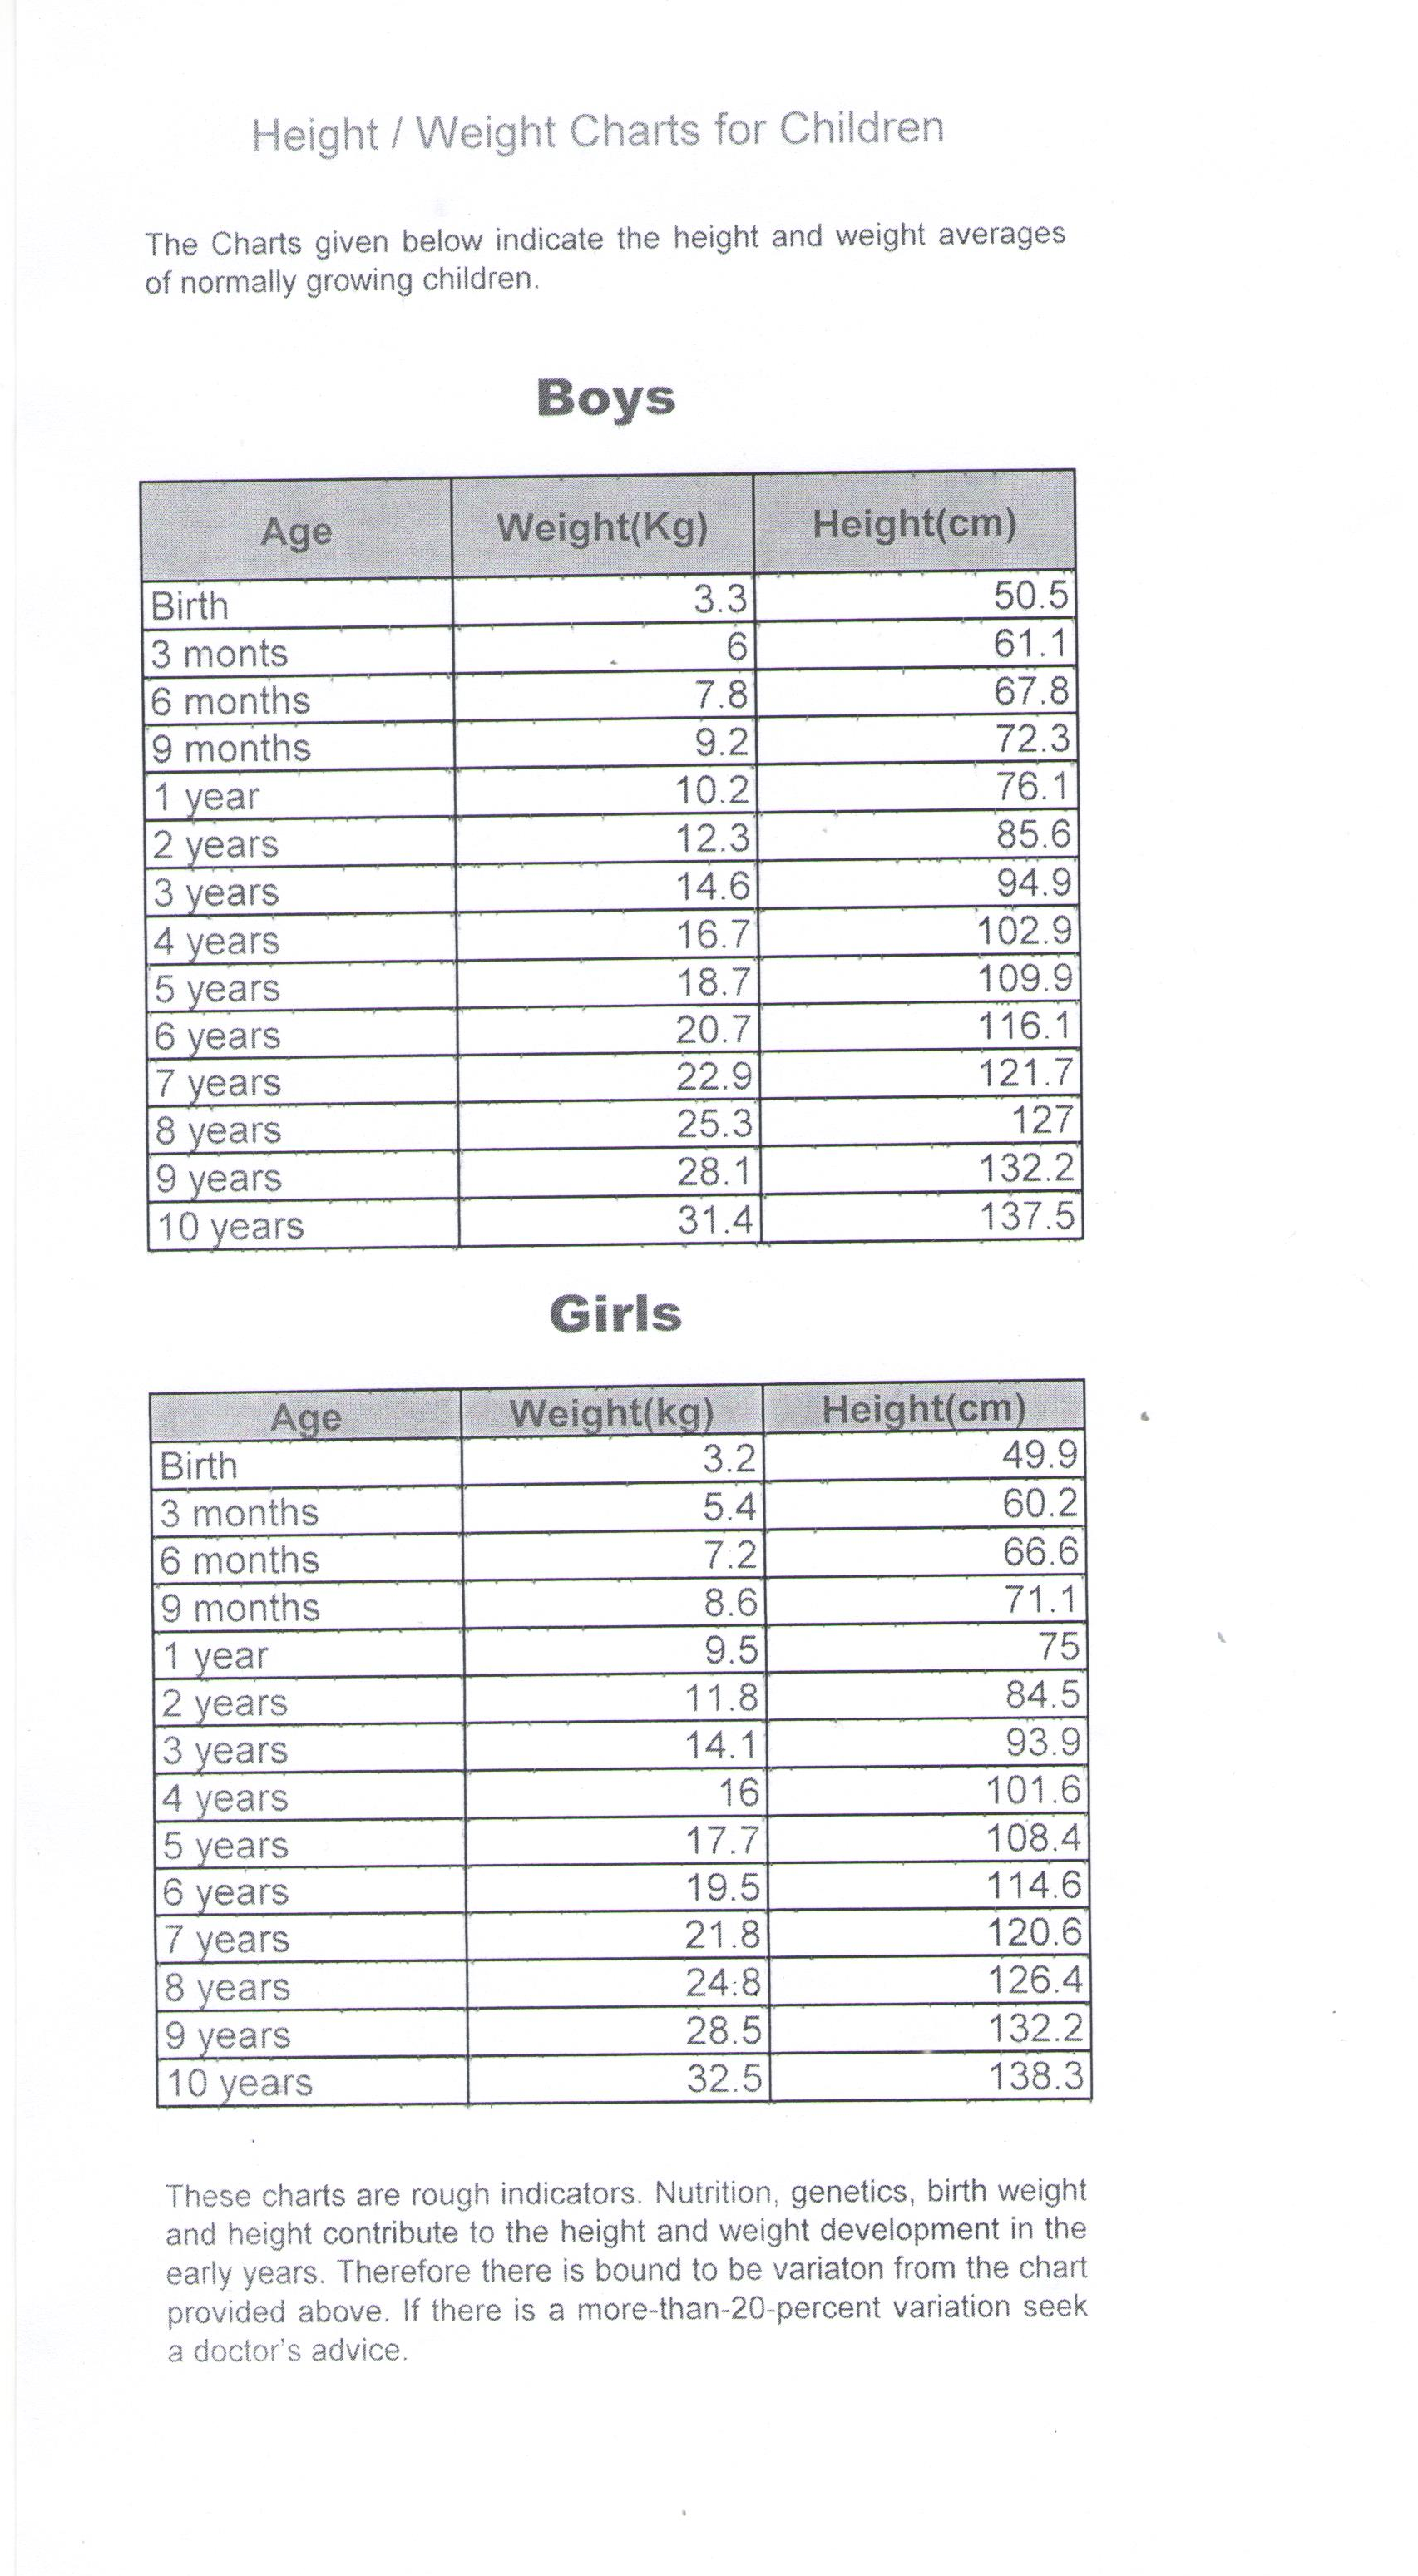 Height / Weight Charts for Children
The Charts given below indicate the height and weight averages
of normally growing children.
Boys
Age Weight(Kg) Height(cm)
Birth 3.3 50.5
3 monts 6 61.1
6 months 7.8 67.8
9 months 9.2 72.3
1 year 10.2 76.1
2 years 12.3 85.6
3 years 14.6 94.9
4 years 16.7 102.9
5 years 18.7 109.9
6 years 20.7 116.1
7 years 22.9 121.7
8 years 25.3 127
9 years 28.1 132.2
10 years 31.4 137.5
Girls
Age Weight(kg) Height(cm)
Birth 3.2 49.9
3 months 5.4 60.2
6 months 7.2 66.6
9 months 8.6 71.1
1 year 9.5 75
2 years 11.8 84.5
3 years 14.1 93.9
4 years 16 101.6
5 years 17.7 108.4
6 years 19.5 114.6
7 years 21.8 120.6
8 years 24.8 126.4
9 years 28.5 132.2
10 years 32.5 138.3
These charts are rough indicators. Nutrition, genetics, birth weight
and height contribute to the height and weight development in the
early years. Therefore there is bound to be variaton from the chart
provided above. If there is a more-than-20-percent variation seek
a doctor's advice.